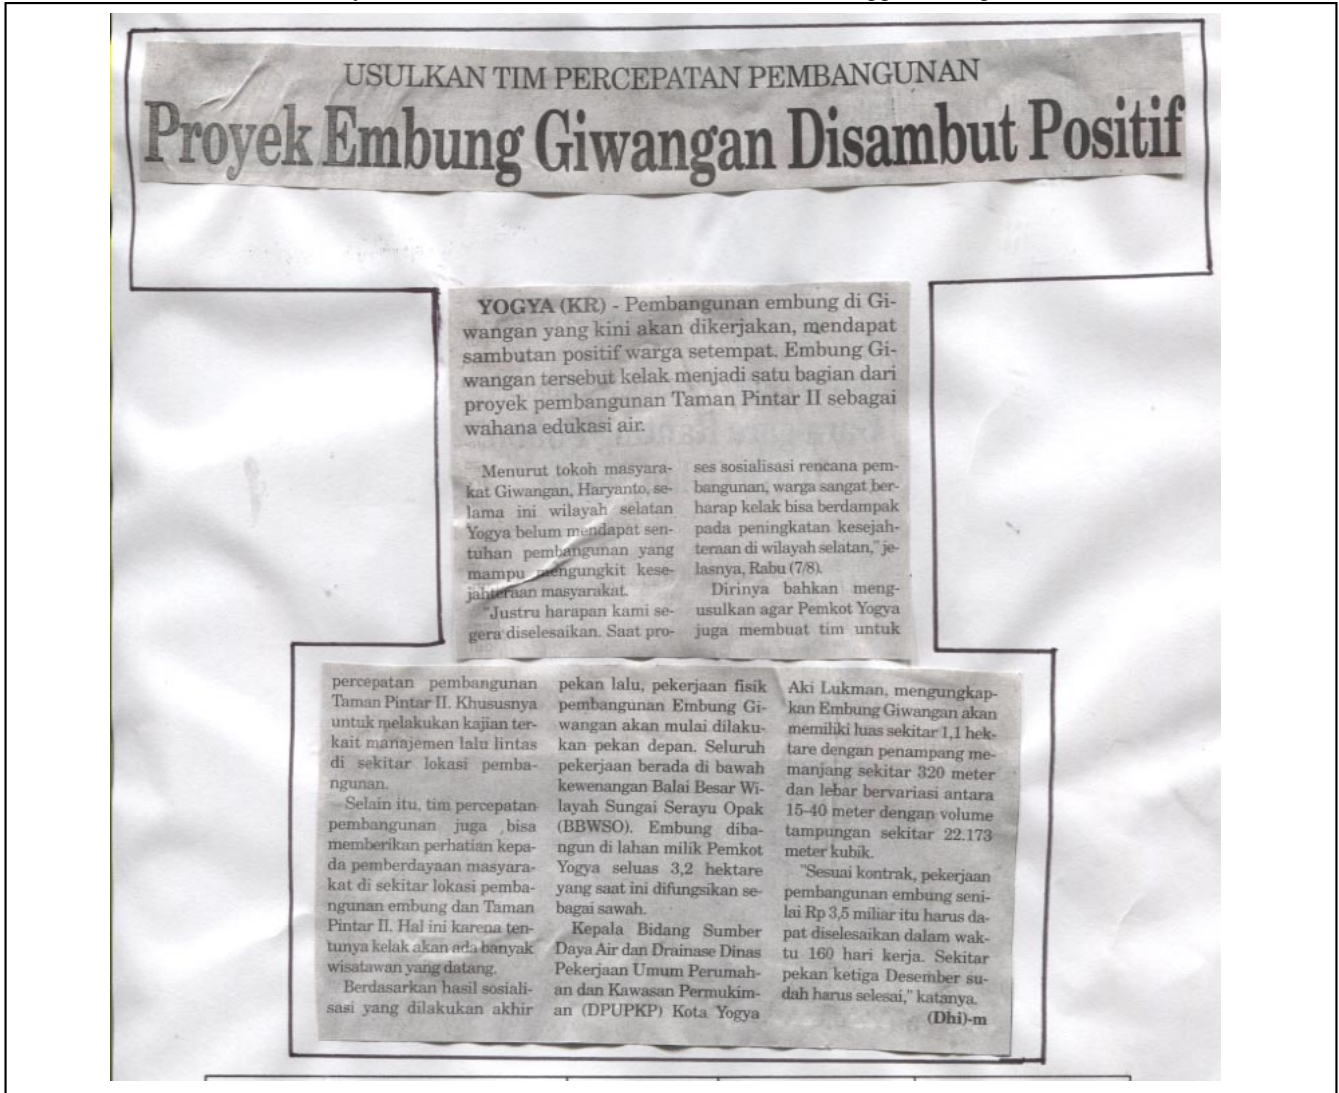 USULKAN TIM PERCEPATAN PEMBANGUNAN
Proyek Embung Giwangan Disambut Positif
YOGYA (KR) - Pembangunan embung di Gi-
wangan yang kini akan dikerjakan, mendapat
sambutan positif warga setempat. Embung Gi-
wangan tersebut kelak menjadi satu bagian dari
proyek pembangunan Taman Pintar II sebagai
wahana edukasi air.
Menurut tokoh masyara-
kat Giwangan, Haryanto, se-
lama ini wilayah selatan
Yogya belum mendapat sen-
tuhan pembangunan yang
mampu mengungkit kese-
jahteraan masyarakat.
"Justru harapan kami se-
gera diselesaikan. Saat pro-
ses sosialisasi rencana pem-
bangunan, warga sangat ber-
harap kelak bisa berdampak
pada peningkatan kesejah-
teraan di wilayah selatan," je-
lasnya, Rabu (7/8).
Dirinya bahkan meng-
usulkan agar Pemkot Yogya
juga membuat tim untuk
percepatan pembangunan
Taman Pintar II. Khususnya
untuk melakukan kajian ter-
kait manajemen lalu lintas
di sekitar lokasi pemba-
ngunan.
Selain itu, tim percepatan
pembangunan juga bisa
memberikan perhatian kepa-
da pemberdayaan masyara-
kat di sekitar lokasi pemba-
ngunan embung dan Taman
Pintar II. Hal ini karena ten-
tunya kelak akan ada banyak
wisatawan yang datang.
Berdasarkan hasil sosiali-
sasi yang dilakukan akhir
pekan lalu, pekerjaan fisik
pembangunan Embung Gi-
wangan akan mulai dilaku-
kan pekan depan. Seluruh
pekerjaan berada di bawah
kewenangan Balai Besar Wi-
layah Sungai Serayu Opak
(BBWSO). Embung diba-
ngun di lahan milik Pemkot
Yogya seluas 3,2 hektare
yang saat ini difungsikan se-
bagai sawah.
Kepala Bidang Sumber
Daya Air dan Drainase Dinas
Pekerjaan Umum Perumah-
an dan Kawasan Permukim-
an (DPUPKP) Kota Yogya
Aki Lukman, mengungkap-
kan Embung Giwangan akan
memiliki luas sekitar 1,1 hek-
tare dengan penampang me-
manjang sekitar 320 meter
dan lebar bervariasi antara
15-40 meter dengan volume
tampungan sekitar 22.173
meter kubik.
"Sesuai kontrak, pekerjaan
pembangunan embung seni-
lai Rp 3,5 miliar itu harus da-
pat diselesaikan dalam wak-
tu 160 hari kerja. Sekitar
pekan ketiga Desember su-
dah harus selesai," katanya.
(Dhi)-m